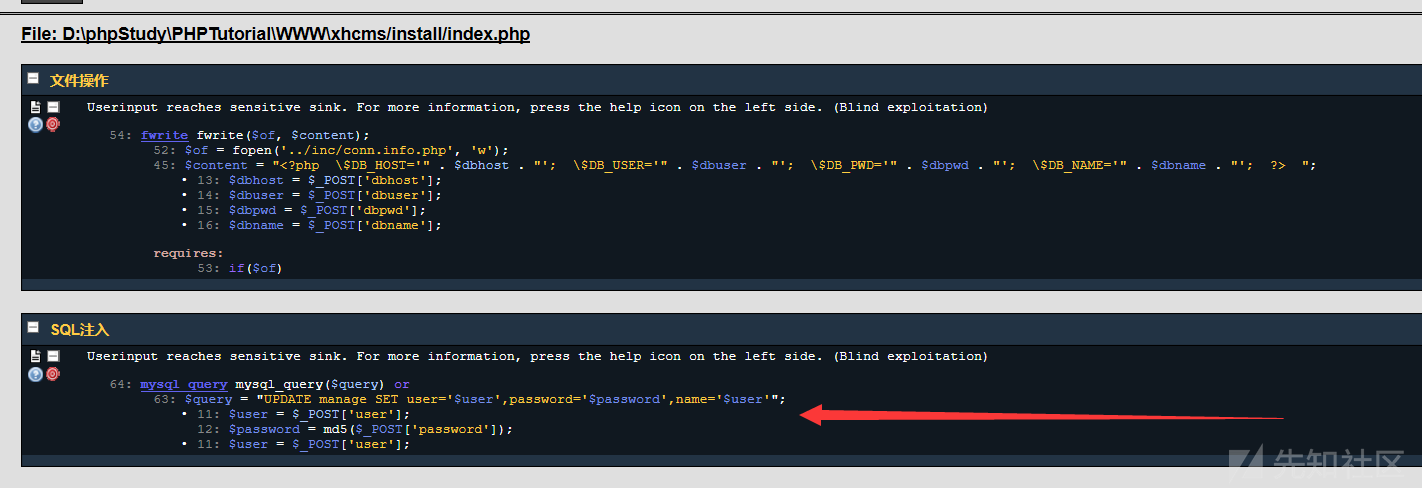 File: D:\phpStudy\PHPTutorial\WWW\xhcms/install/index.php
文件操作
Userinput reaches sensitive sink. For more information, press the help icon on the left side. (Blind exploitation)
54: fwrite fwrite($of, $content);
52: $of = fopen('../inc/conn.info.php', 'w');
45: $content = "<?php \$DB_HOST='" . $dbhost . "'; \$DB_USER='" . $dbuser . "'; \$DB_PWD='" . $dbpwd . "'; \$DB_NAME='" . $dbname . "'; ?> ";
• 13: $dbhost = $_POST['dbhost'];
• 14: $dbuser = $_POST['dbuser'];
• 15: $dbpwd = $_POST['dbpwd'];
• 16: $dbname = $_POST['dbname'];
requires:
53: if($of)
SQL注入
Userinput reaches sensitive sink. For more information, press the help icon on the left side. (Blind exploitation)
64: mysql_query mysql_query($query) or
63: $query = "UPDATE manage SET user='$user',password='$password',name='$user'";
• 11: $user = $_POST['user'];
12: $password = md5($_POST['password']);
• 11: $user = $_POST['user'];
先知社区